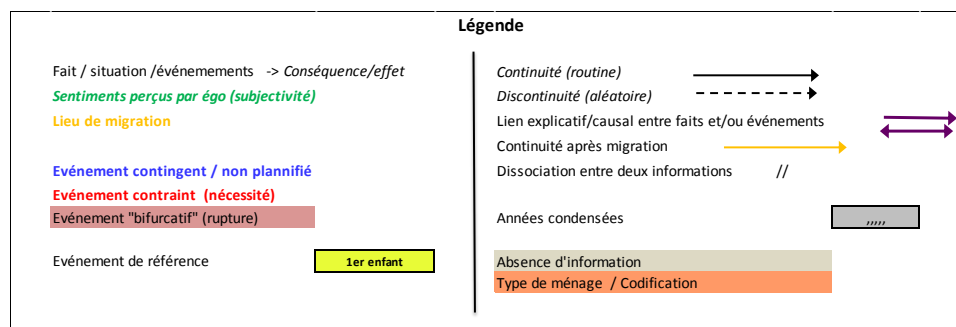 Légende
Fait / situation /événemements -> Conséquence/effet
Sentiments perçus par égo (subjectivité)
Lieu de migration
Evénement contingent / non plannifié
Evénement contraint (nécessité)
Evénement "bifurcatif" (rupture)
Evénement de référence
1er enfant
Continuité (routine)
Discontinuité (aléatoire)
Lien explicatif/causal entre faits et/ou événements
Continuité après migration
Dissociation entre deux informations //
Années condensées
,,,,,
Absence d'information
Type de ménage / Codification